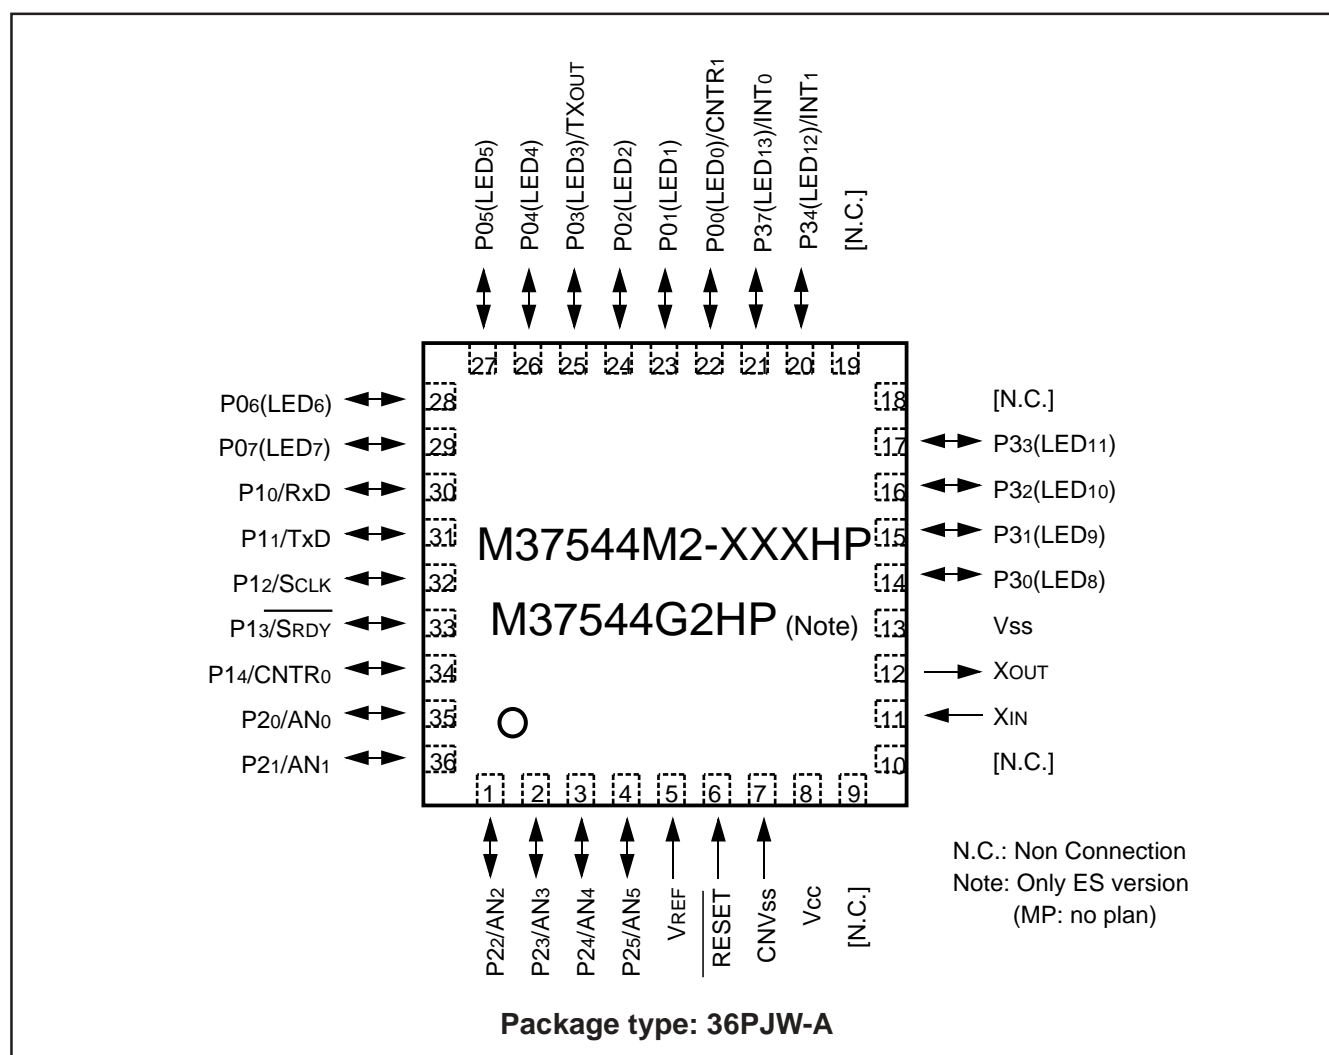 P05(LED5)
P04(LED4)
P03(LED3)/TXOUT
P02(LED2)
P01(LED1)
P00(LED0)/CNTR1
P37(LED13)/INT0
P34(LED12)/INT1
[N.C.]
27 26 25 24 23 22 21 20 19
P06(LED6) 28
P07(LED7) 29
P10/RxD 30
P11/TxD 31
P12/SCLK 32
P13/S̅R̅D̅Y̅ 33
P14/CNTR0 34
P20/AN0 35
P21/AN1 36
M37544M2-XXXHP
M37544G2HP (Note)
18 [N.C.]
17 P33(LED11)
16 P32(LED10)
15 P31(LED9)
14 P30(LED8)
13 Vss
12 XOUT
11 XIN
10 [N.C.]
1 2 3 4 5 6 7 8 9
P22/AN2
P23/AN3
P24/AN4
P25/AN5
VREF
R̅E̅S̅E̅T̅
CNVss
Vcc
[N.C.]
N.C.: Non Connection
Note: Only ES version
(MP: no plan)
Package type: 36PJW-A